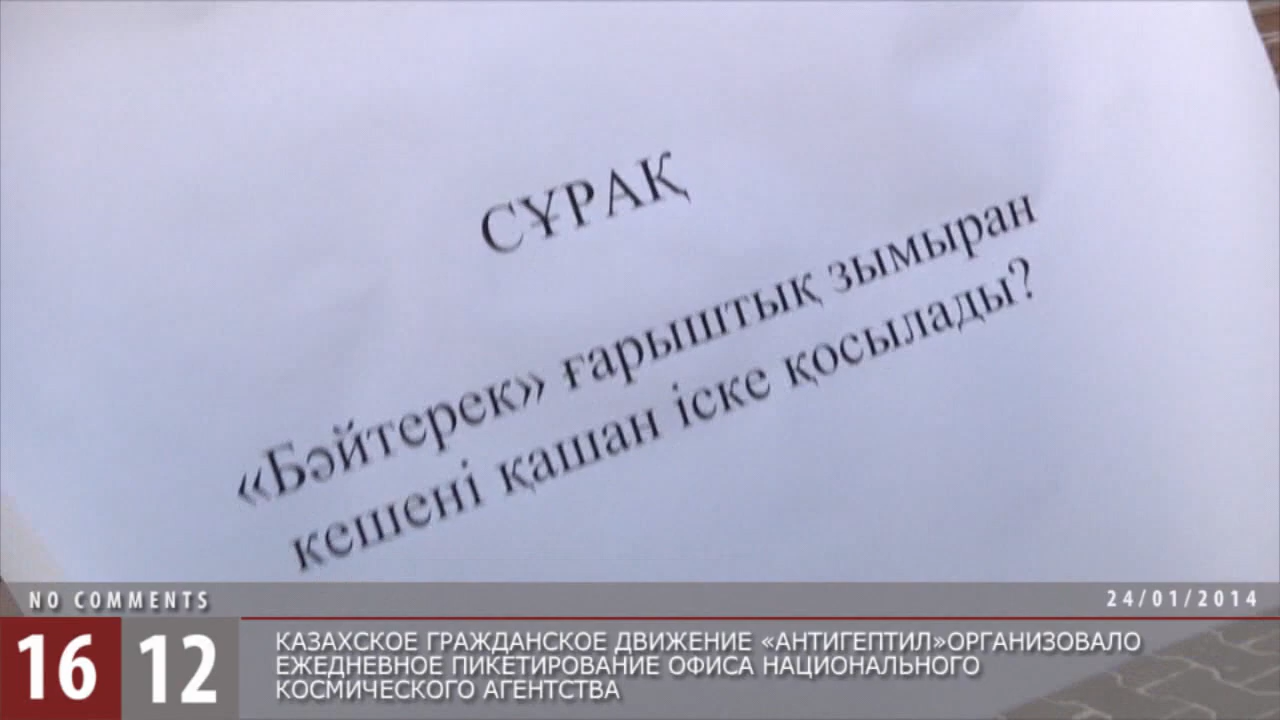 СҰРАҚ
«Бәйтерек» ғарыштық зымыран
кешені қашан іске қосылады?
NO COMMENTS
24/01/2014
16 12
КАЗАХСКОЕ ГРАЖДАНСКОЕ ДВИЖЕНИЕ «АНТИГЕПТИЛ»ОРГАНИЗОВАЛО
ЕЖЕДНЕВНОЕ ПИКЕТИРОВАНИЕ ОФИСА НАЦИОНАЛЬНОГО
КОСМИЧЕСКОГО АГЕНТСТВА